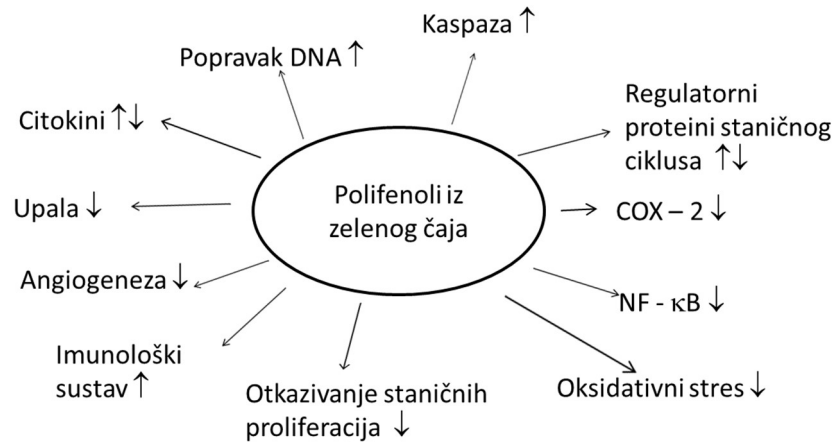 Kaspaza ↑
Popravak DNA ↑
Citokini ↑↓
Regulatorni
proteini staničnog
ciklusa ↑↓
Polifenoli iz
zelenog čaja
Upala ↓
COX – 2 ↓
Angiogeneza ↓
NF - κB ↓
Imunološki
sustav ↑
Otkazivanje staničnih
proliferacija ↓
Oksidativni stres ↓